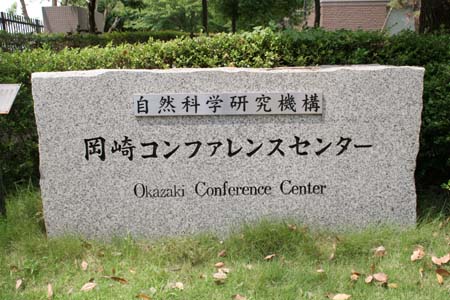 自然科学研究機構
岡崎コンファレンスセンター
Okazaki Conference Center